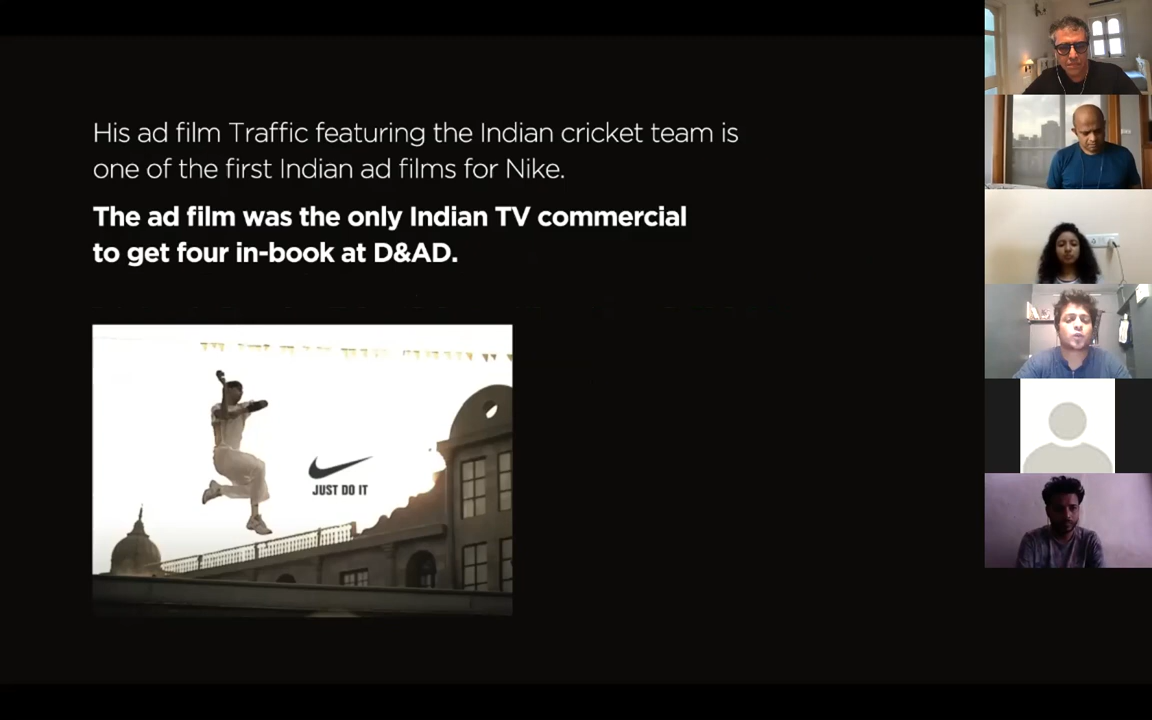 His ad film Traffic featuring the Indian cricket team is
one of the first Indian ad films for Nike.
The ad film was the only Indian TV commercial
to get four in-book at D&AD.
JUST DO IT